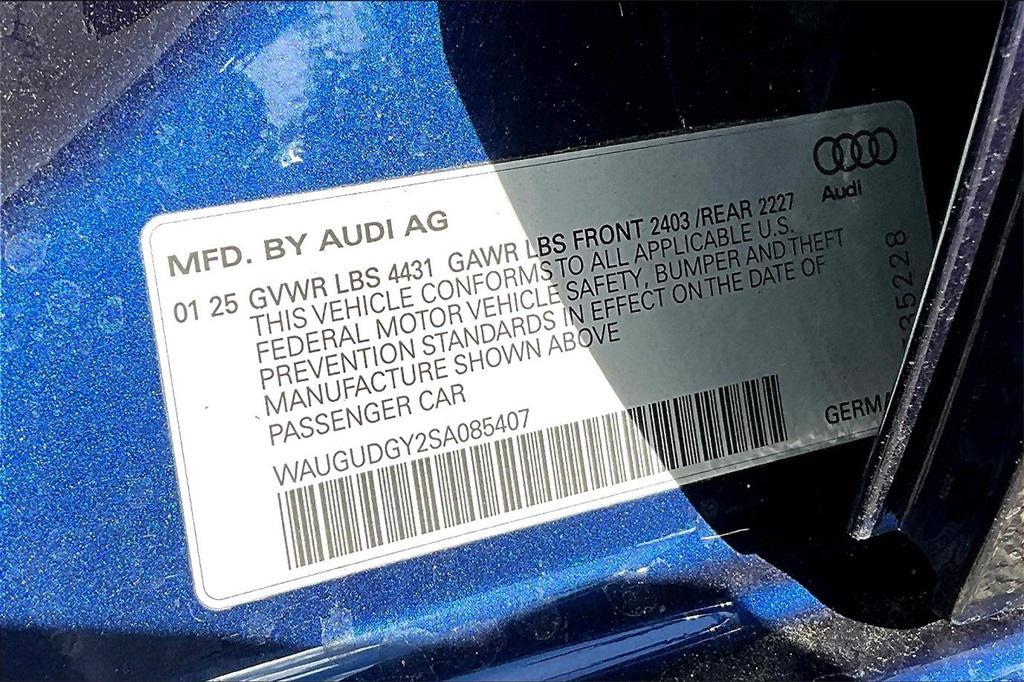 Audi
MFD. BY AUDI AG
01 25 GVWR LBS 4431 GAWR LBS FRONT 2403 /REAR 2227
THIS VEHICLE CONFORMS TO ALL APPLICABLE U.S.
FEDERAL MOTOR VEHICLE SAFETY, BUMPER AND THEFT
PREVENTION STANDARDS IN EFFECT ON THE DATE OF
MANUFACTURE SHOWN ABOVE
PASSENGER CAR
WAUGUDGY2SA085407
35228